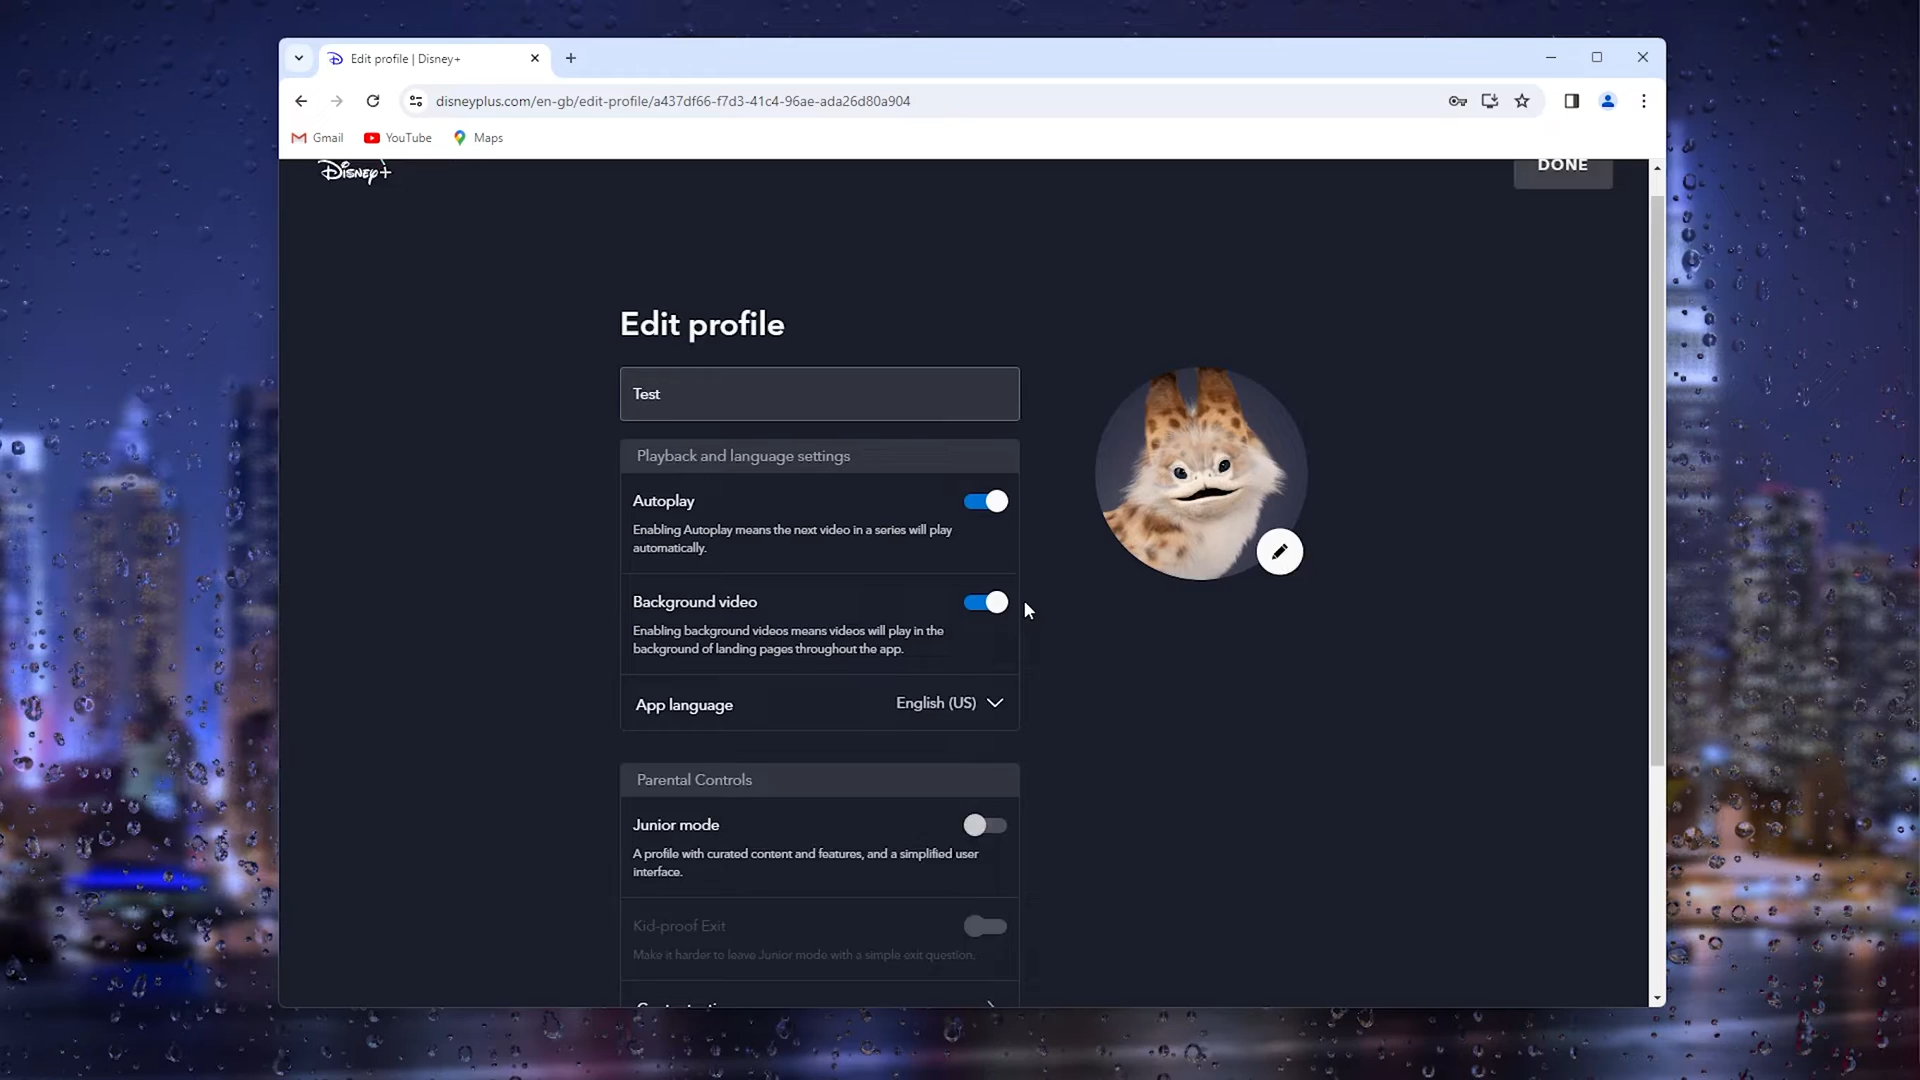 Edit profile | Disney+
disneyplus.com/en-gb/edit-profile/a437df66-f7d3-41c4-96ae-ada26d80a904
Gmail YouTube Maps
Disney+
DONE
Edit profile
Test
Playback and language settings
Autoplay
Enabling Autoplay means the next video in a series will play
automatically.
Background video
Enabling background videos means videos will play in the
background of landing pages throughout the app.
App language English (US)
Parental Controls
Junior mode
A profile with curated content and features, and a simplified user
interface.
Kid-proof Exit
Make it harder to leave Junior mode with a simple exit question.